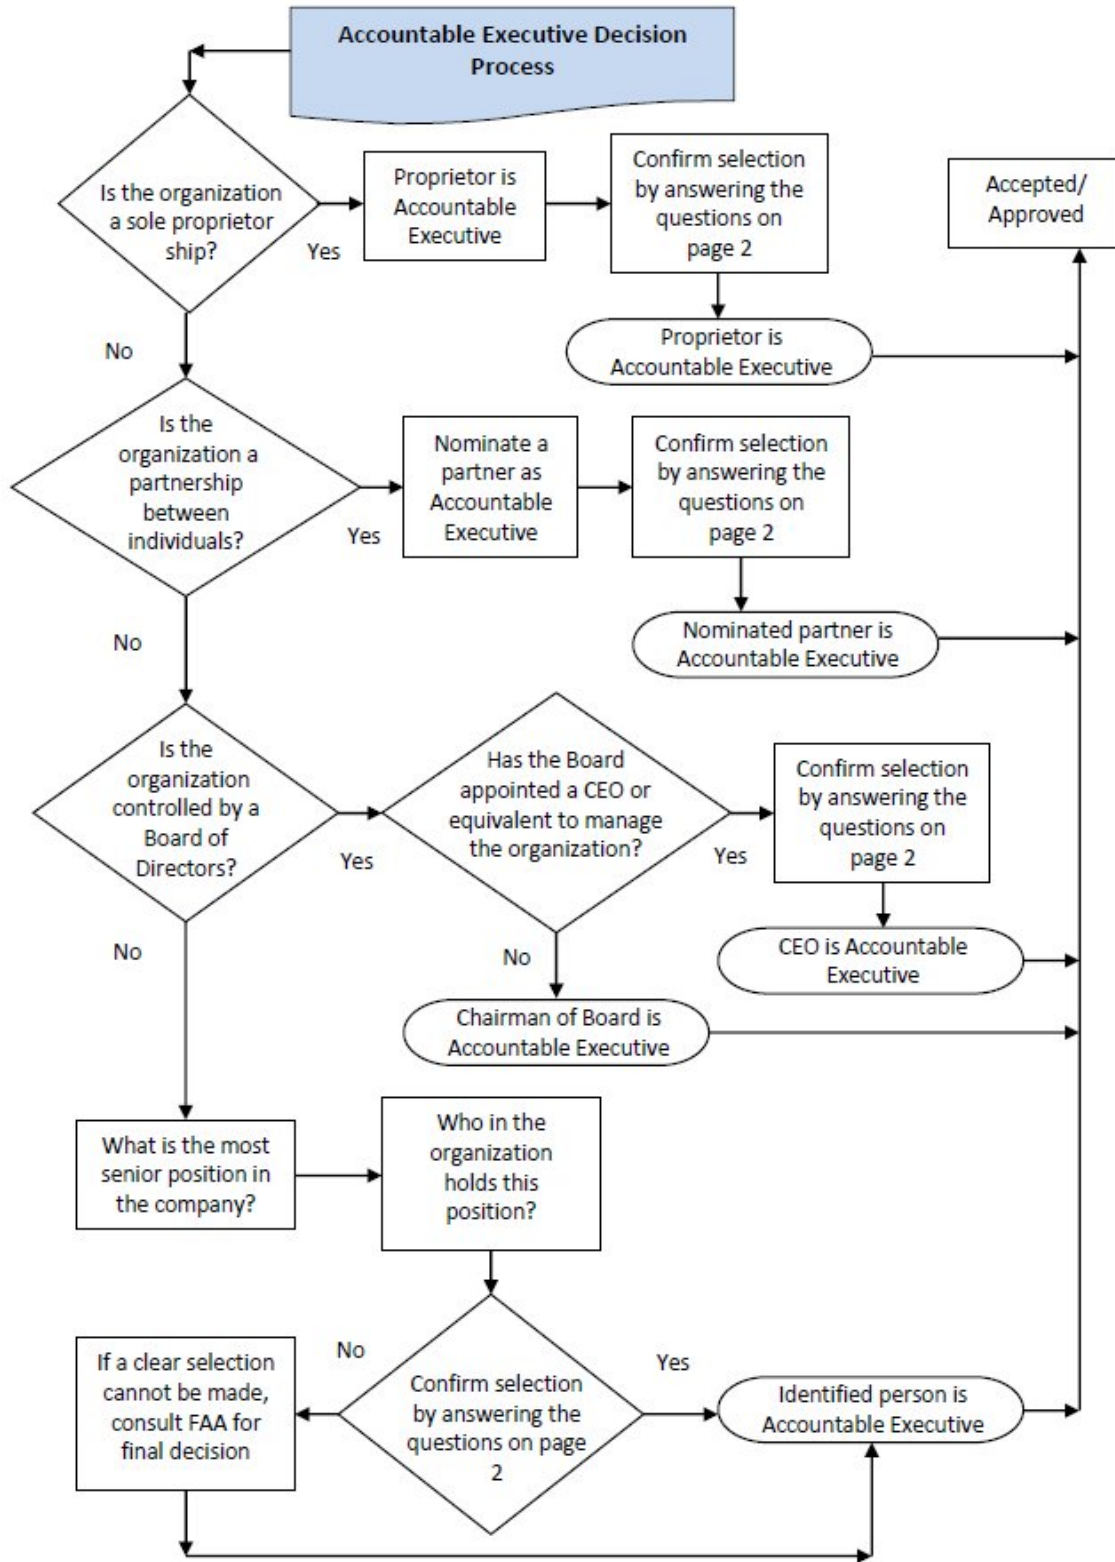 Accountable Executive Decision
Process
Is the organization
a sole proprietor
ship?
Yes
Proprietor is
Accountable
Executive
Confirm selection
by answering the
questions on
page 2
Accepted/
Approved
Proprietor is
Accountable Executive
No
Is the
organization a
partnership
between
individuals?
Yes
Nominate a
partner as
Accountable
Executive
Confirm selection
by answering the
questions on
page 2
Nominated partner is
Accountable Executive
No
Is the
organization
controlled by a
Board of
Directors?
Yes
Has the Board
appointed a CEO or
equivalent to manage
the organization?
Yes
Confirm selection
by answering the
questions on
page 2
CEO is Accountable
Executive
No
Chairman of Board is
Accountable Executive
No
What is the most
senior position in
the company?
Who in the
organization
holds this
position?
Confirm selection
by answering the
questions on page
2
No
If a clear selection
cannot be made,
consult FAA for
final decision
Yes
Identified person is
Accountable Executive